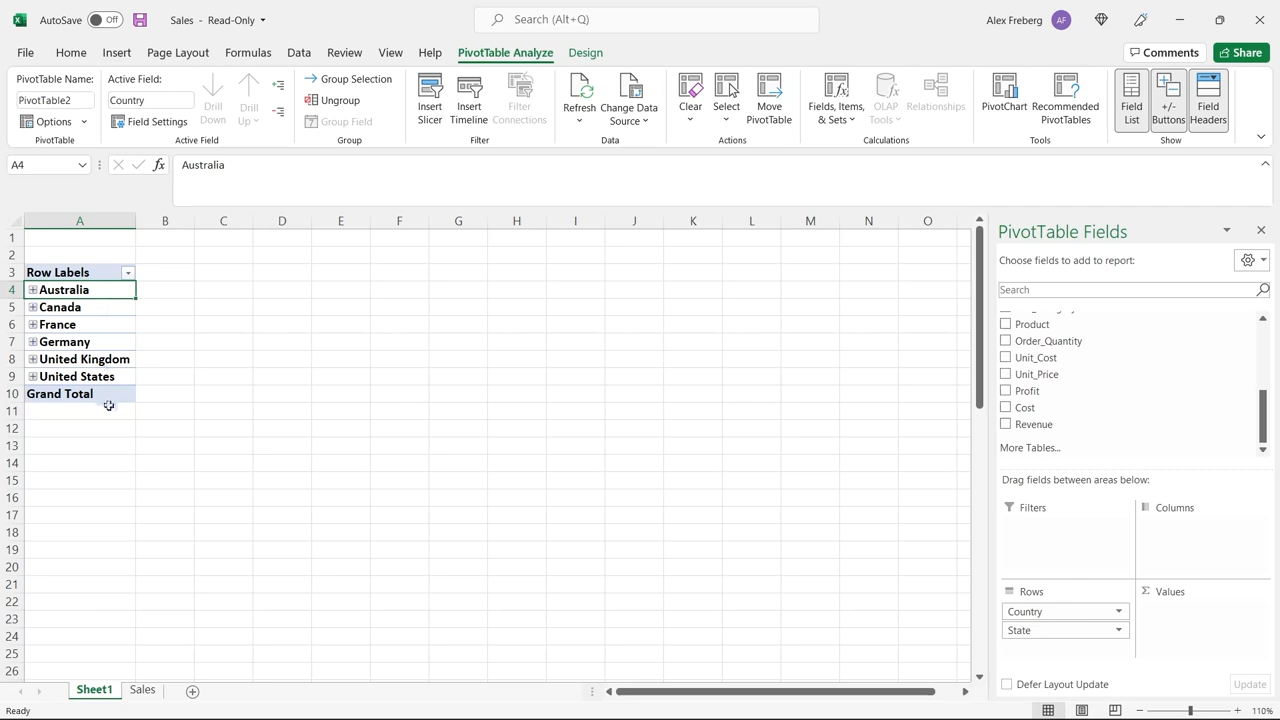 AutoSave Off Sales - Read-Only Search (Alt+Q) Alex Freberg AF
File Home Insert Page Layout Formulas Data Review View Help PivotTable Analyze Design Comments Share
PivotTable Name:
PivotTable2
Options
PivotTable
Active Field:
Country
Field Settings
Drill Down
Drill Up
Active Field
Group Selection
Ungroup
Group Field
Group
Insert Slicer
Insert Timeline
Filter Connections
Filter
Refresh
Change Data Source
Data
Clear
Select
Move PivotTable
Actions
Fields, Items, & Sets
OLAP Tools
Relationships
Calculations
PivotChart
Recommended PivotTables
Tools
Field List
+/- Buttons
Field Headers
Show
A4 fx Australia
A B C D E F G H I J K L M N O
1
2
3 Row Labels
4 Australia
5 Canada
6 France
7 Germany
8 United Kingdom
9 United States
10 Grand Total
11
12
13
14
15
16
17
18
19
20
21
22
23
24
25
26
PivotTable Fields
Choose fields to add to report:
Search
Product
Order_Quantity
Unit_Cost
Unit_Price
Profit
Cost
Revenue
More Tables...
Drag fields between areas below:
Filters
Columns
Rows
Country
State
Σ Values
Defer Layout Update Update
Sheet1 Sales
Ready 110%